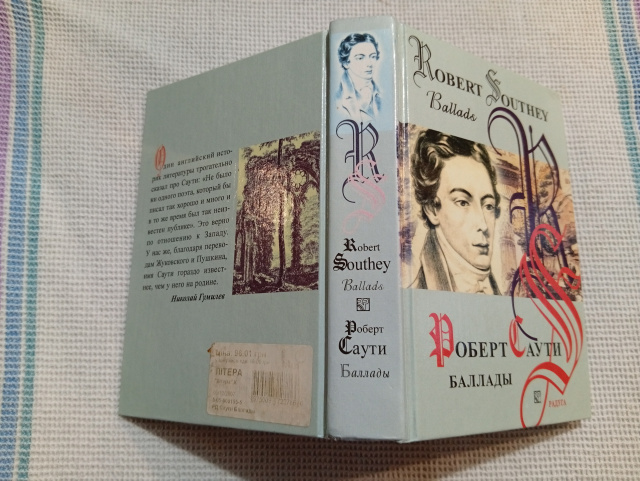 Один английский исто-
рик литературы трогательно
сказал про Саути: «Не было
ни одного поэта, который бы
писал так хорошо и много и
в то же время был так неиз-
вестен публике». Это верно
по отношению к Западу.
У нас же, благодаря перево-
дам Жуковского и Пушкина,
имя Саути гораздо извест-
нее, чем у него на родине.
Николай Гумилев
ЛІТЕРА
R
S
Robert
Southey
Ballads
Роберт
Саути
Баллады
Robert Southey
Ballads
R
S
Роберт Саути
БАЛЛАДЫ
РАДУГА